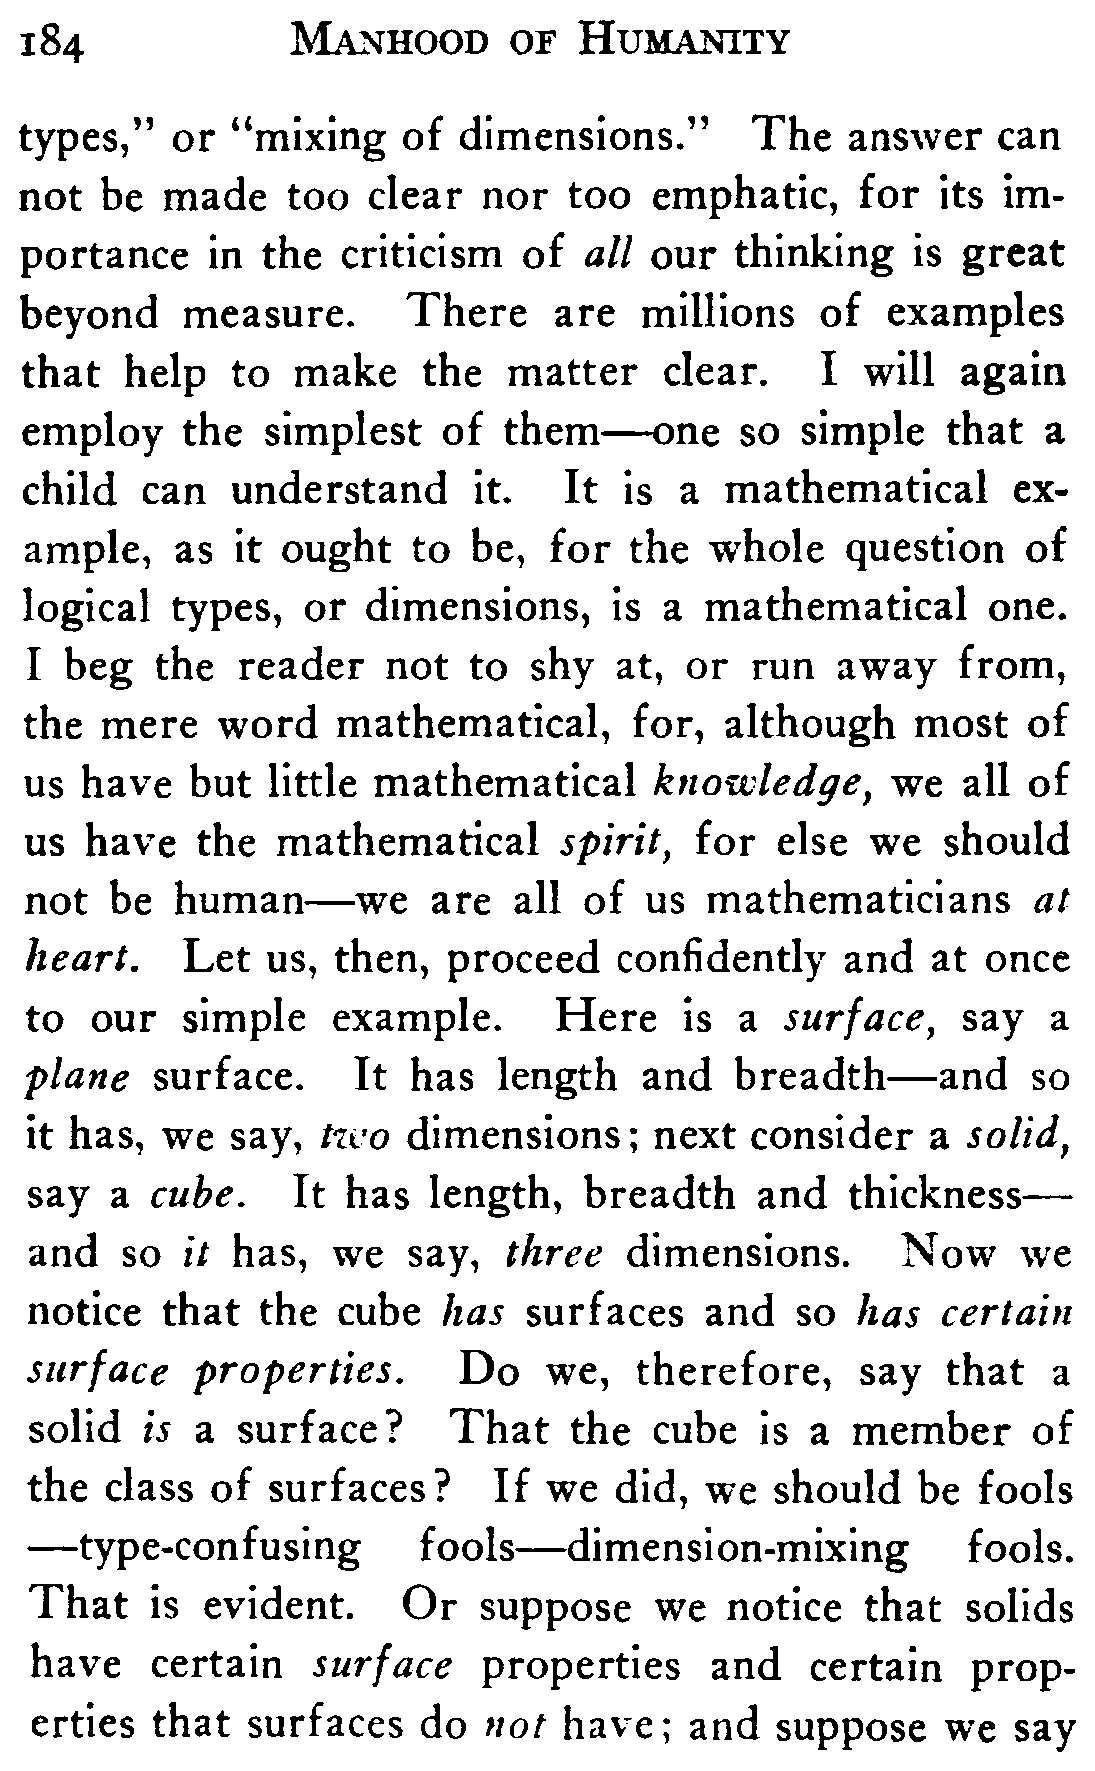 184 MANHOOD OF HUMANITY
types," or "mixing of dimensions." The answer can
not be made too clear nor too emphatic, for its im-
portance in the criticism of all our thinking is great
beyond measure. There are millions of examples
that help to make the matter clear. I will again
employ the simplest of them—one so simple that a
child can understand it. It is a mathematical ex-
ample, as it ought to be, for the whole question of
logical types, or dimensions, is a mathematical one.
I beg the reader not to shy at, or run away from,
the mere word mathematical, for, although most of
us have but little mathematical knowledge, we all of
us have the mathematical spirit, for else we should
not be human—we are all of us mathematicians at
heart. Let us, then, proceed confidently and at once
to our simple example. Here is a surface, say a
plane surface. It has length and breadth—and so
it has, we say, two dimensions; next consider a solid,
say a cube. It has length, breadth and thickness—
and so it has, we say, three dimensions. Now we
notice that the cube has surfaces and so has certain
surface properties. Do we, therefore, say that a
solid is a surface? That the cube is a member of
the class of surfaces? If we did, we should be fools
—type-confusing fools—dimension-mixing fools.
That is evident. Or suppose we notice that solids
have certain surface properties and certain prop-
erties that surfaces do not have; and suppose we say